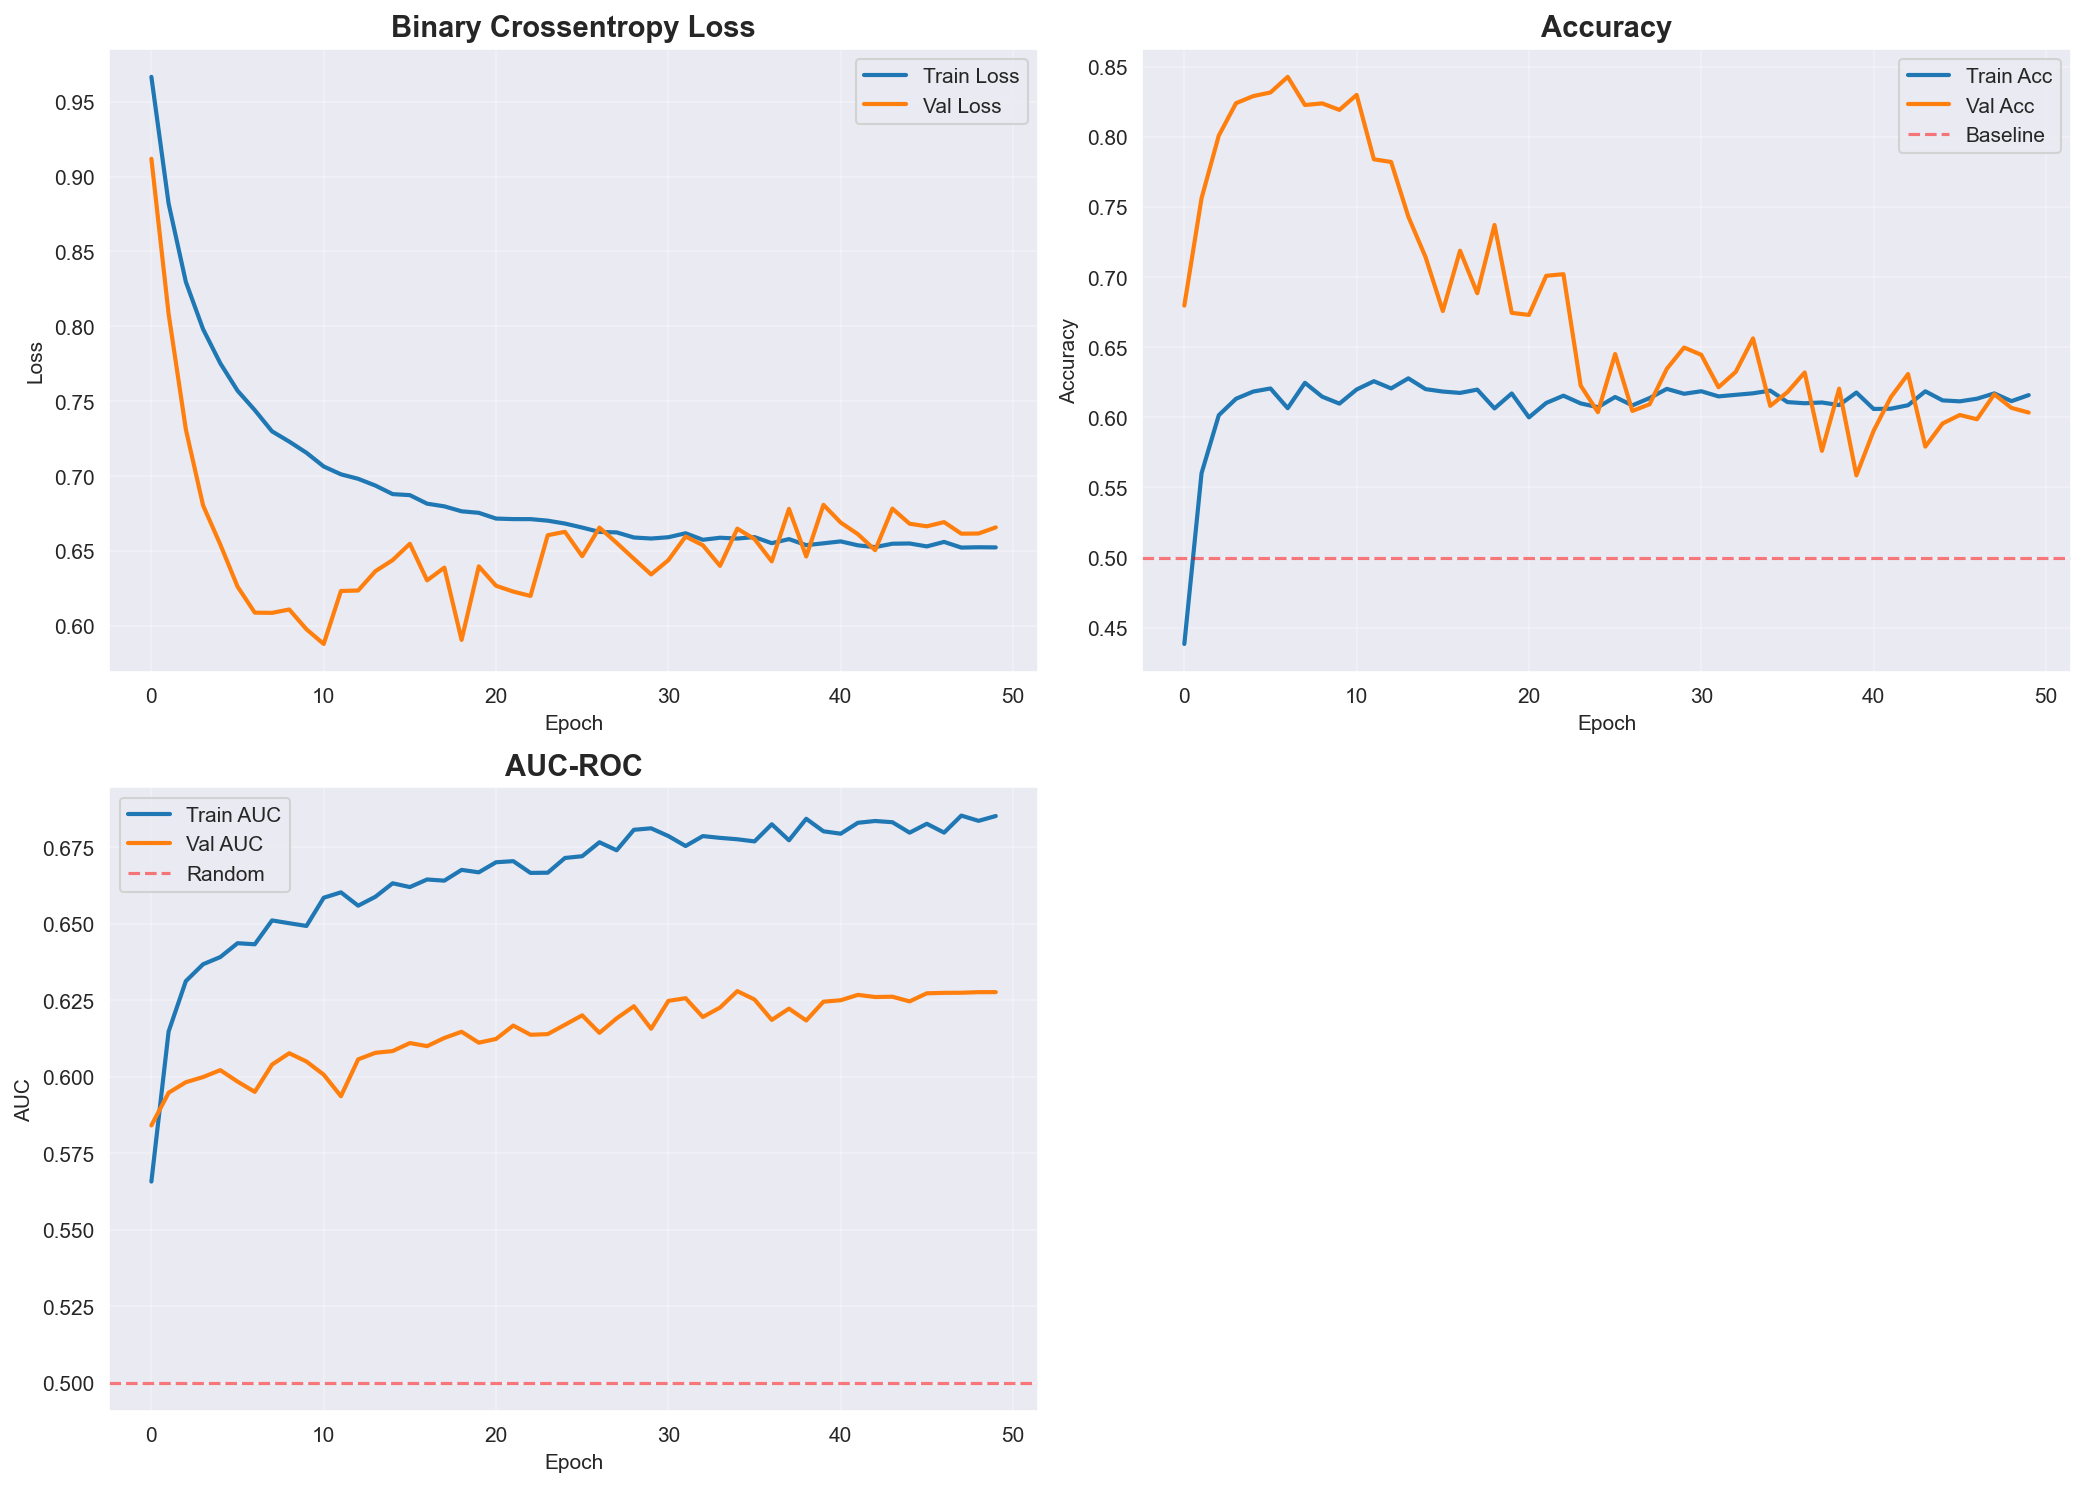 Binary Crossentropy Loss
Train Loss
Val Loss
0.95
0.90
0.85
0.80
0.75
0.70
0.65
0.60
Loss
0 10 20 30 40 50
Epoch
Accuracy
Train Acc
Val Acc
Baseline
0.85
0.80
0.75
0.70
0.65
0.60
0.55
0.50
0.45
Accuracy
0 10 20 30 40 50
Epoch
AUC-ROC
Train AUC
Val AUC
Random
0.675
0.650
0.625
0.600
0.575
0.550
0.525
0.500
AUC
0 10 20 30 40 50
Epoch